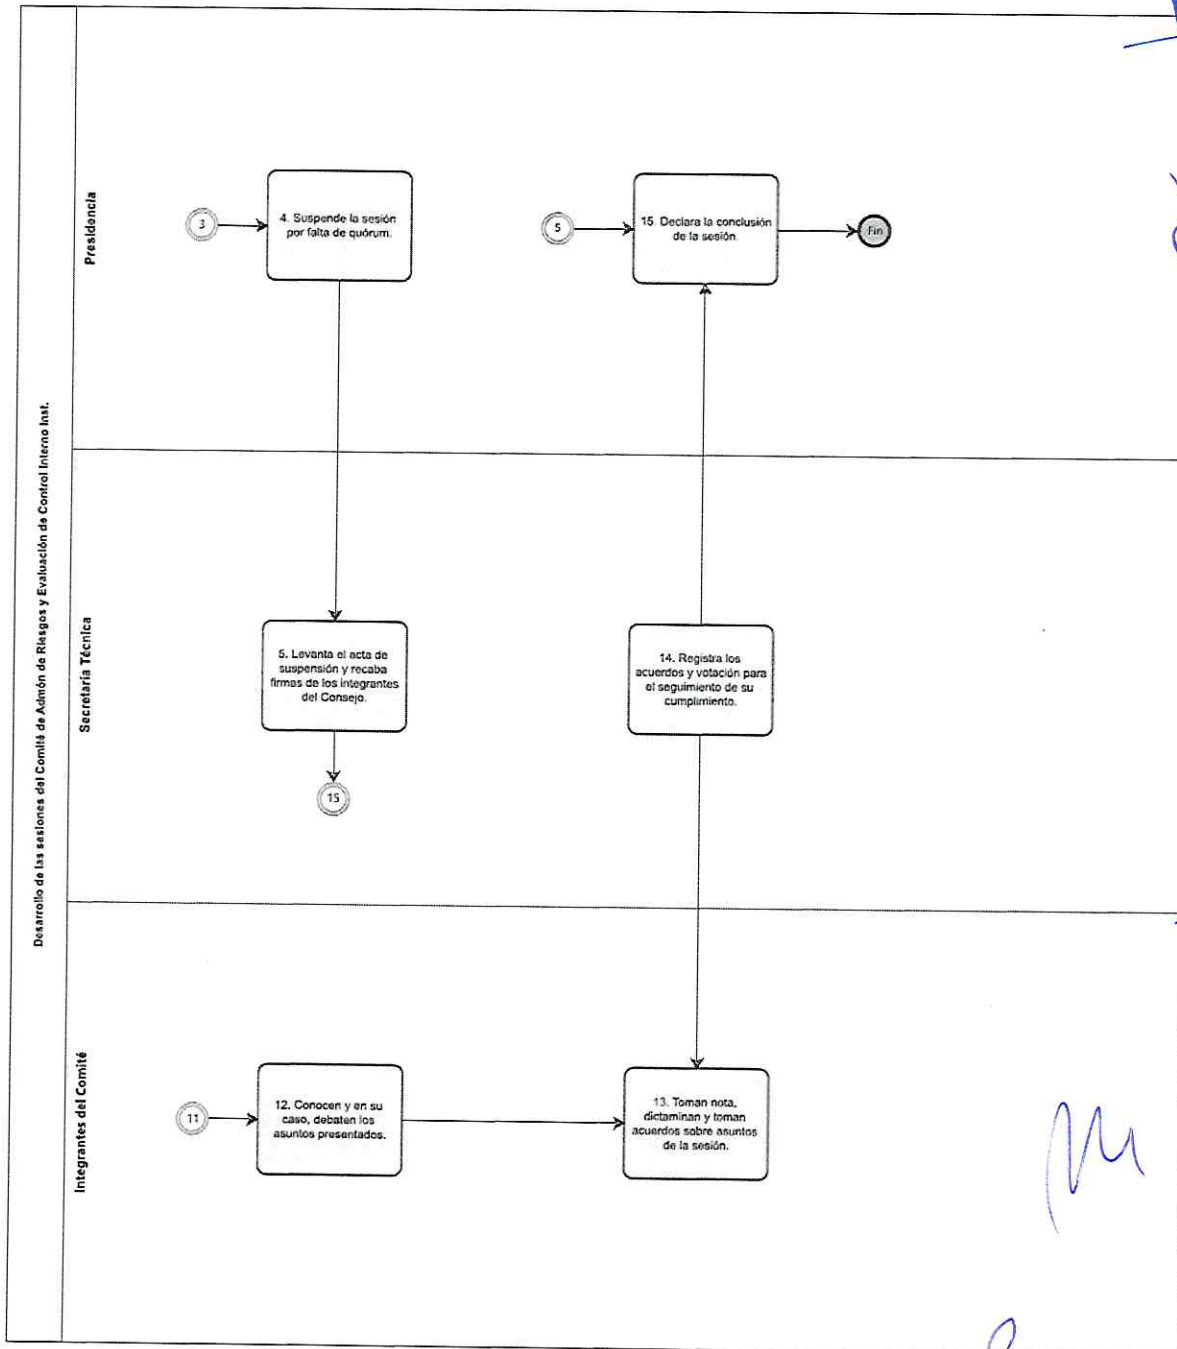 Desarrollo de las sesiones del Comité de Admón de Riesgos y Evaluación de Control Interno Inst.
Presidencia
3
4. Suspende la sesión
por falta de quórum.
5
15. Declara la conclusión
de la sesión.
Fin
Secretaría Técnica
5. Levanta el acta de
suspensión y recaba
firmas de los integrantes
del Consejo.
15
14. Registra los
acuerdos y votación para
el seguimiento de su
cumplimiento.
Integrantes del Comité
11
12. Conocen y en su
caso, debaten los
asuntos presentados.
13. Toman nota,
dictaminan y toman
acuerdos sobre asuntos
de la sesión.